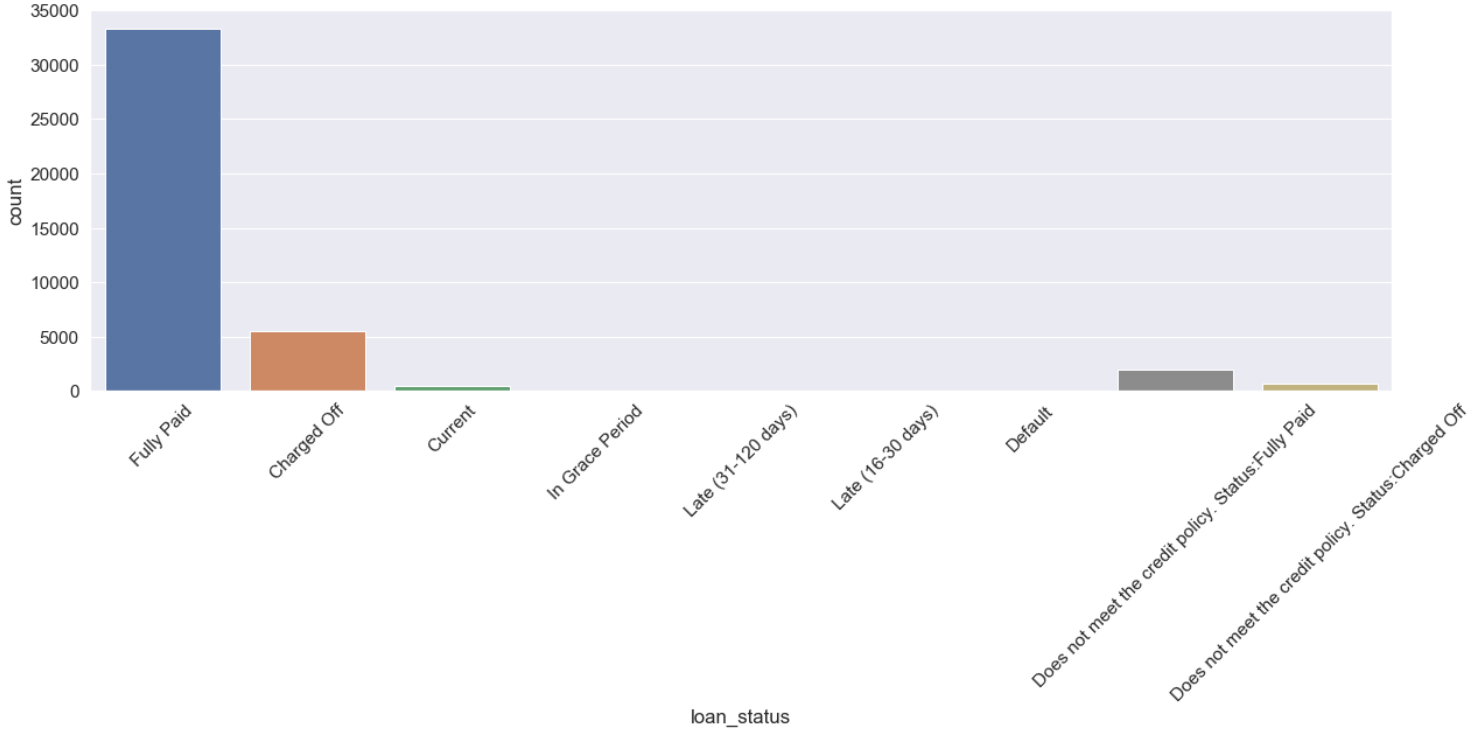 35000
30000
25000
20000
15000
10000
5000
0
count
Fully Paid
Charged Off
Current
In Grace Period
Late (31-120 days)
Late (16-30 days)
Default
Does not meet the credit policy. Status:Fully Paid
Does not meet the credit policy. Status:Charged Off
loan_status